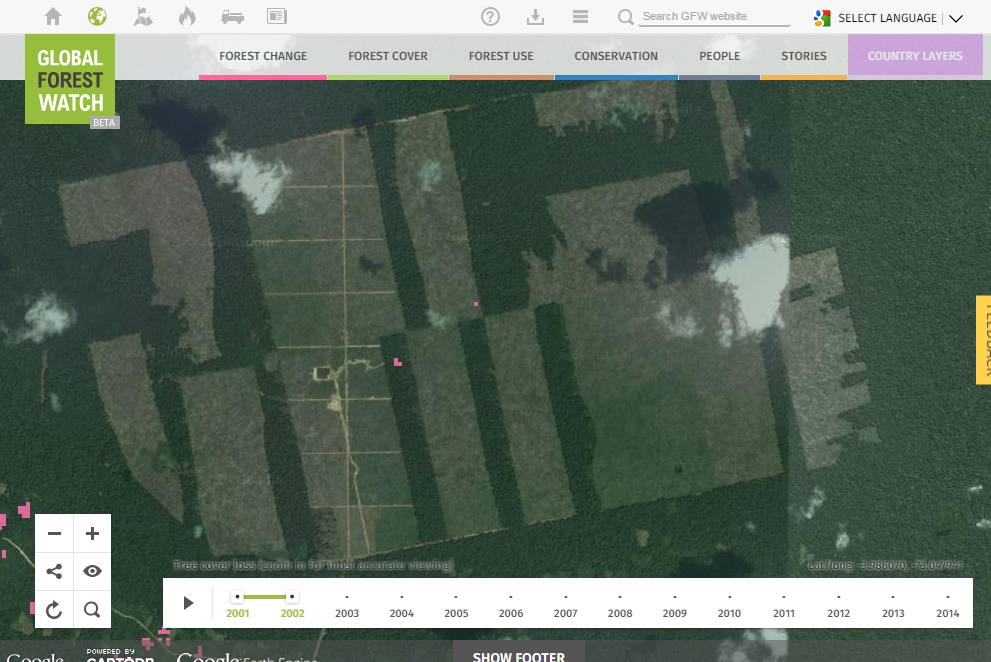 Search GFW website
SELECT LANGUAGE
GLOBAL
FOREST
WATCH
BETA
FOREST CHANGE
FOREST COVER
FOREST USE
CONSERVATION
PEOPLE
STORIES
COUNTRY LAYERS
FEEDBACK
Tree cover loss (zoom in for most accurate viewing)
Lat/long: -3.986070, -73.047941
2001 2002 2003 2004 2005 2006 2007 2008 2009 2010 2011 2012 2013 2014
Google
POWERED BY
CARTODB
Google Earth Engine
SHOW FOOTER